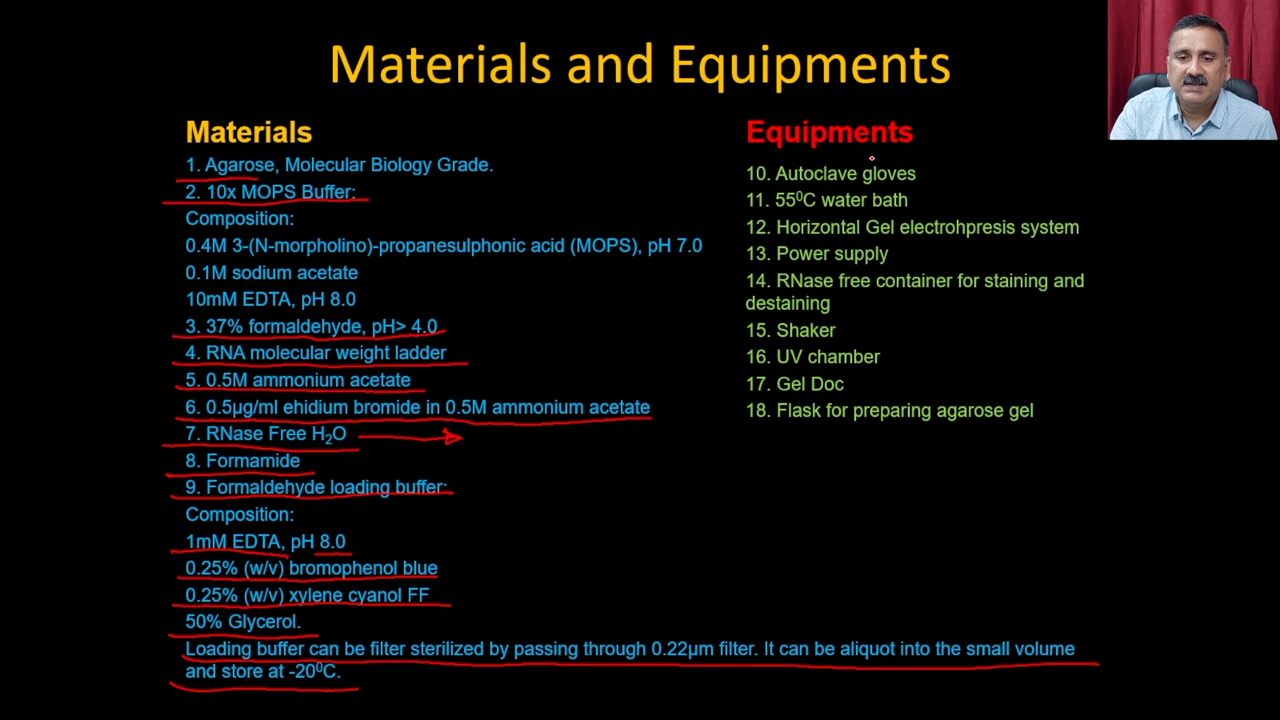 Materials and Equipments
Materials
1. Agarose, Molecular Biology Grade.
2. 10x MOPS Buffer:
Composition:
0.4M 3-(N-morpholino)-propanesulphonic acid (MOPS), pH 7.0
0.1M sodium acetate
10mM EDTA, pH 8.0
3. 37% formaldehyde, pH> 4.0
4. RNA molecular weight ladder
5. 0.5M ammonium acetate
6. 0.5µg/ml ehidium bromide in 0.5M ammonium acetate
7. RNase Free H₂O
8. Formamide
9. Formaldehyde loading buffer:
Composition:
1mM EDTA, pH 8.0
0.25% (w/v) bromophenol blue
0.25% (w/v) xylene cyanol FF
50% Glycerol.
Loading buffer can be filter sterilized by passing through 0.22µm filter. It can be aliquot into the small volume
and store at -20⁰C.
Equipments
10. Autoclave gloves
11. 55⁰C water bath
12. Horizontal Gel electrohpresis system
13. Power supply
14. RNase free container for staining and
destaining
15. Shaker
16. UV chamber
17. Gel Doc
18. Flask for preparing agarose gel